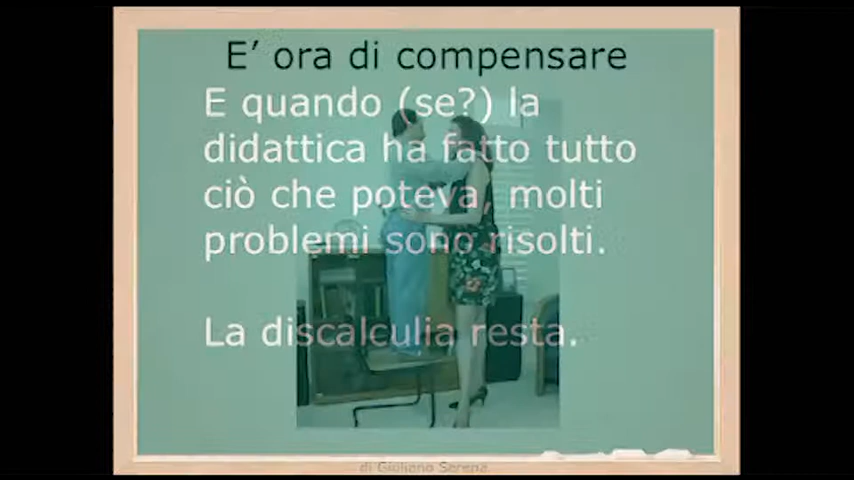 E’ ora di compensare
E quando (se?) la
didattica ha fatto tutto
ciò che poteva, molti
problemi sono risolti.
La discalculia resta.
di Giuliano Serena